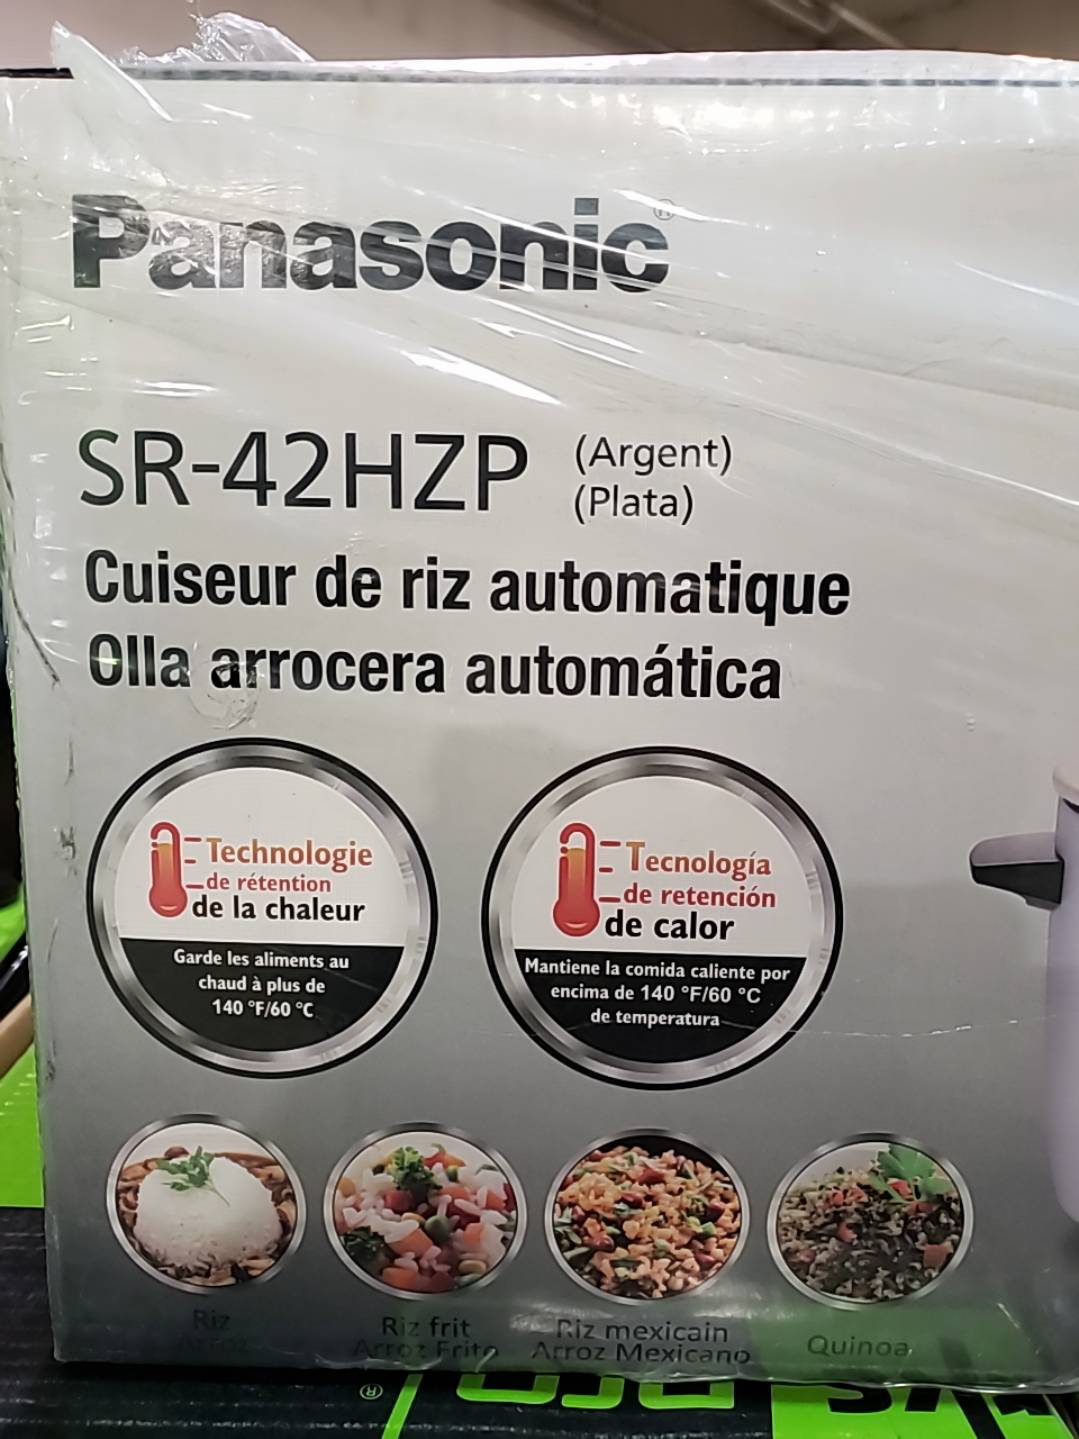 Panasonic®
SR-42HZP
(Argent)
(Plata)
Cuiseur de riz automatique
Olla arrocera automática
Technologie
de rétention
de la chaleur
Garde les aliments au
chaud à plus de
140 °F/60 °C
Tecnología
de retención
de calor
Mantiene la comida caliente por
encima de 140 °F/60 °C
de temperatura
Riz
Riz frit
Arroz Frito
Riz mexicain
Arroz Mexicano
Quinoa
®